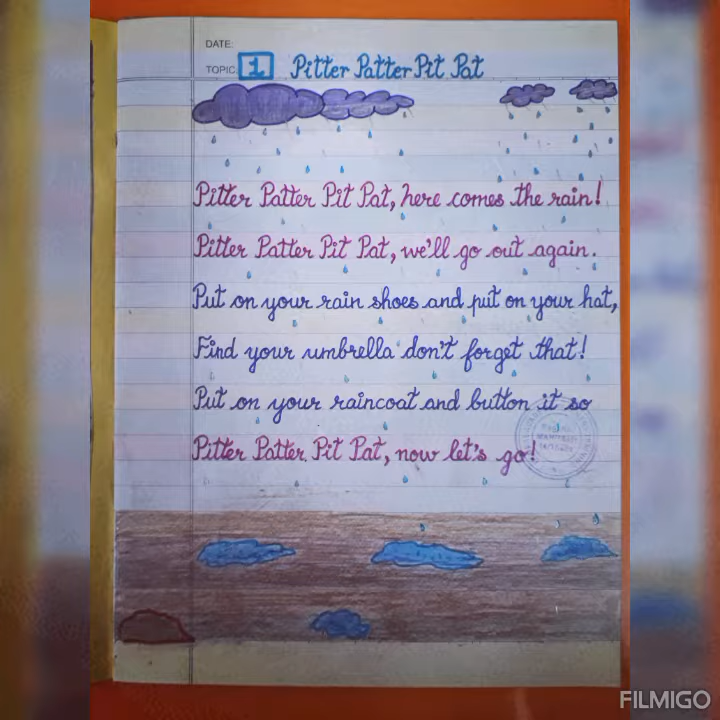 DATE:
TOPIC: 1 Pitter Patter Pit Pat
Pitter Patter Pit Pat, here comes the rain!
Pitter Patter Pit Pat, we'll go out again.
Put on your rain shoes and put on your hat,
Find your umbrella don't forget that!
Put on your raincoat and button it so
Pitter Patter Pit Pat, now let's go!
FILMIGO